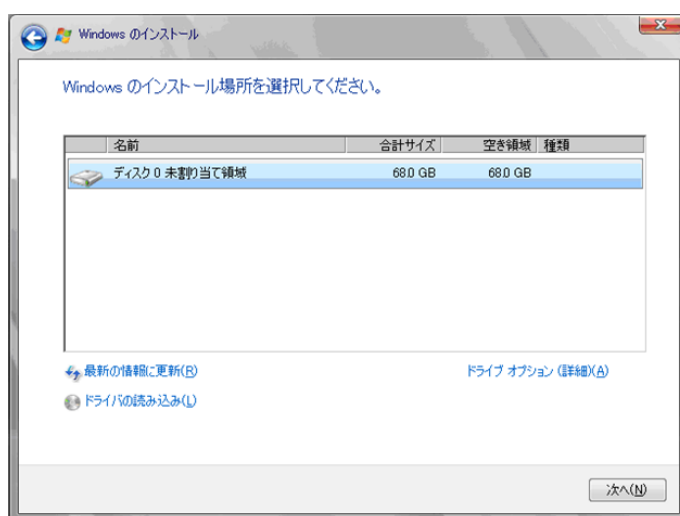 Windows のインストール
Windows のインストール場所を選択してください。
名前 合計サイズ 空き領域 種類
ディスク 0 未割り当て領域 68.0 GB 68.0 GB
最新の情報に更新(R) ドライブ オプション (詳細)(A)
ドライバの読み込み(L)
次へ(N)